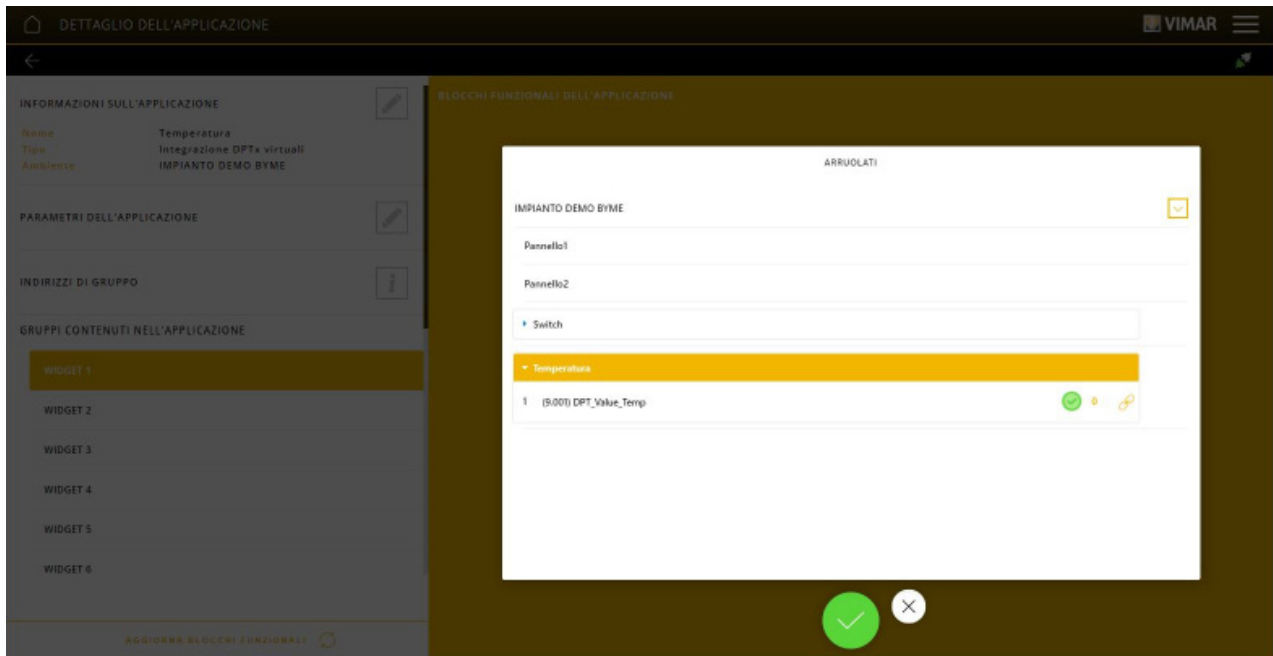 DETTAGLIO DELL'APPLICAZIONE
VIMAR
INFORMAZIONI SULL'APPLICAZIONE
Nome Temperatura
Tipo Integrazione DPTx virtuali
Ambiente IMPIANTO DEMO BYME
PARAMETRI DELL'APPLICAZIONE
INDIRIZZI DI GRUPPO
i
GRUPPI CONTENUTI NELL'APPLICAZIONE
WIDGET 1
WIDGET 2
WIDGET 3
WIDGET 4
WIDGET 5
WIDGET 6
AGGIORNA BLOCCHI FUNZIONALI
BLOCCHI FUNZIONALI DELL'APPLICAZIONE
ARRUOLATI
IMPIANTO DEMO BYME
Pannello1
Pannello2
Switch
Temperatura
1 (9.001) DPT_Value_Temp 0